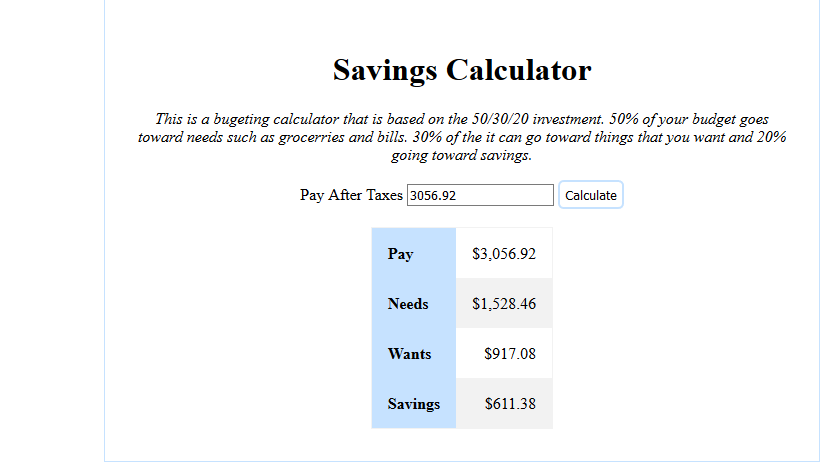 Savings Calculator
This is a bugeting calculator that is based on the 50/30/20 investment. 50% of your budget goes
toward needs such as grocerries and bills. 30% of the it can go toward things that you want and 20%
going toward savings.
Pay After Taxes 3056.92 Calculate
Pay $3,056.92
Needs $1,528.46
Wants $917.08
Savings $611.38